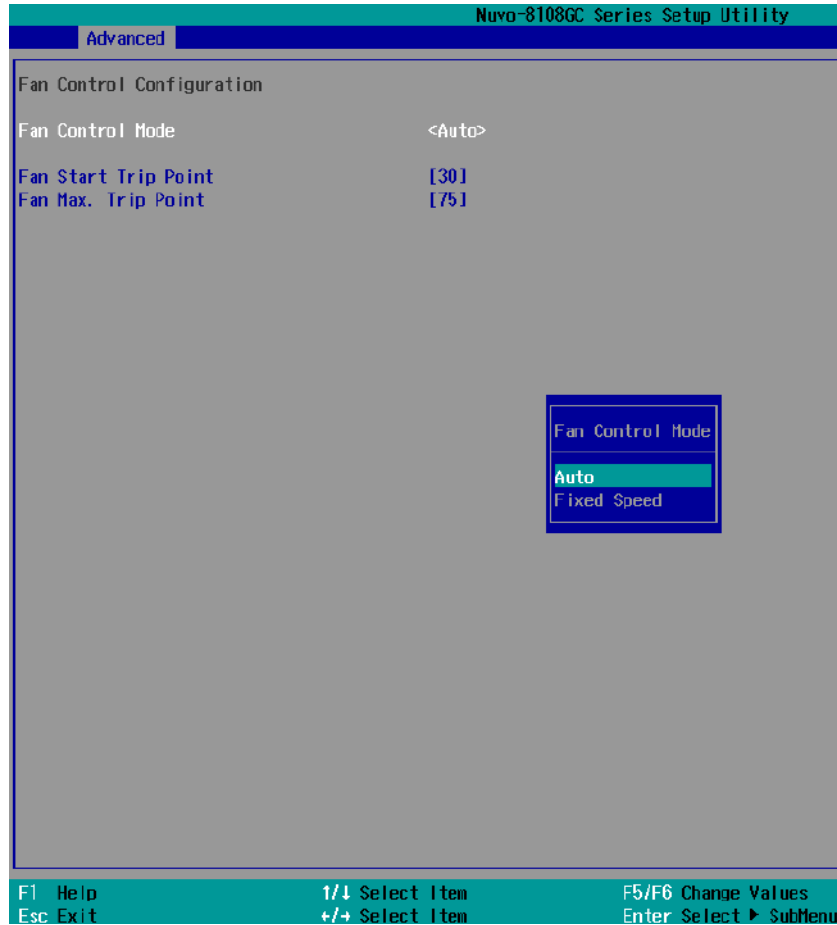 Nuvo-8108GC Series Setup Utility
Advanced
Fan Control Configuration
Fan Control Mode <Auto>
Fan Start Trip Point [30]
Fan Max. Trip Point [75]
Fan Control Mode
Auto
Fixed Speed
F1 Help ↑/↓ Select Item F5/F6 Change Values
Esc Exit ←/→ Select Item Enter Select ► SubMenu